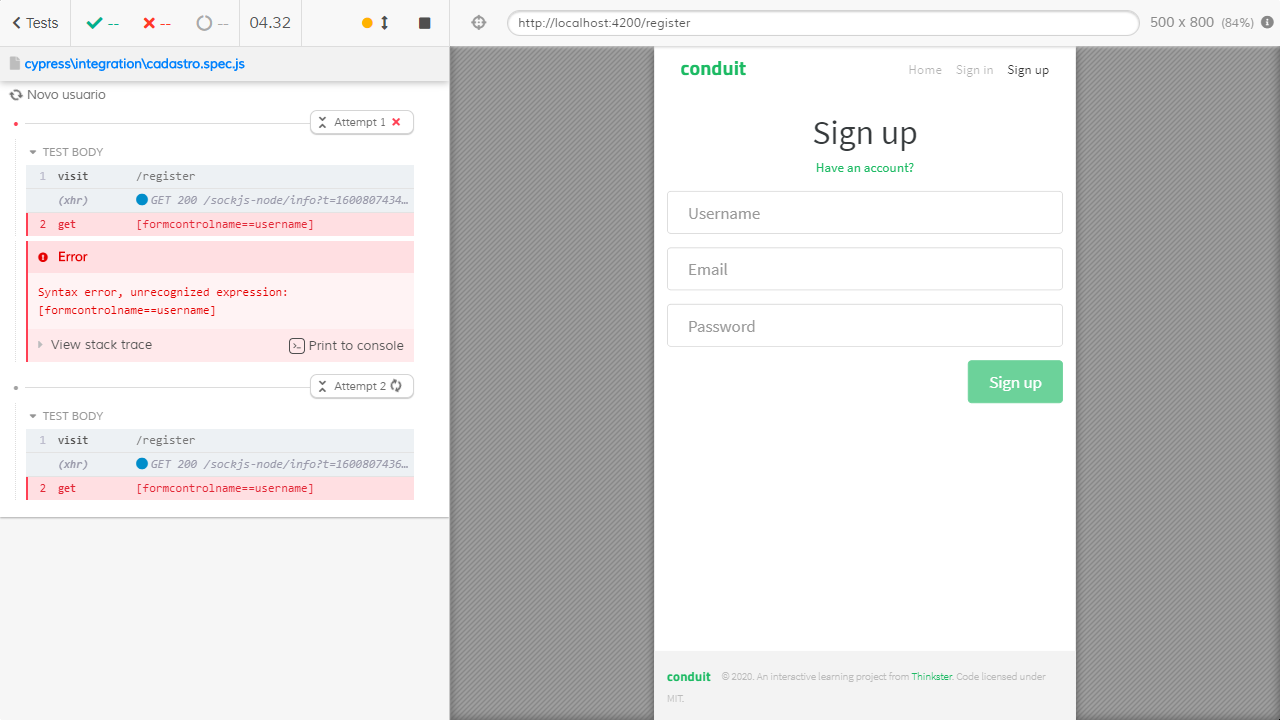 Tests
--
--
--
04.32
http://localhost:4200/register
500 x 800 (84%)
cypress\integration\cadastro.spec.js
Novo usuario
Attempt 1
TEST BODY
1 visit /register
(xhr) GET 200 /sockjs-node/info?t=1600807434…
2 get [formcontrolname==username]
Error
Syntax error, unrecognized expression:
[formcontrolname==username]
View stack trace
Print to console
Attempt 2
TEST BODY
1 visit /register
(xhr) GET 200 /sockjs-node/info?t=1600807436…
2 get [formcontrolname==username]
conduit
Home Sign in Sign up
Sign up
Have an account?
Username
Email
Password
Sign up
conduit © 2020. An interactive learning project from Thinkster. Code licensed under
MIT.